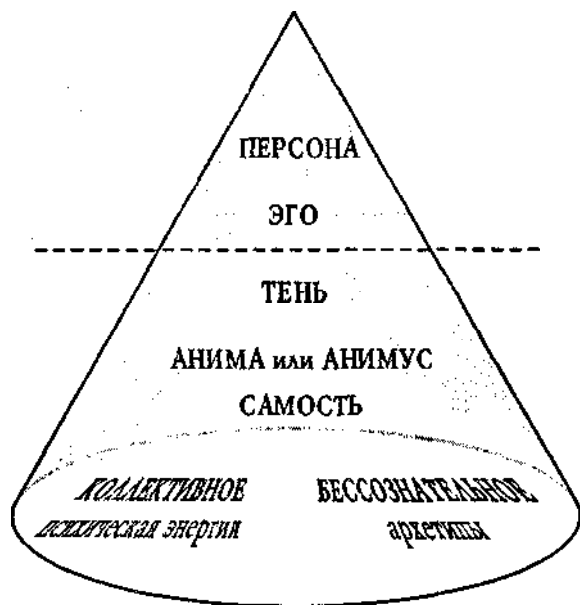 ПЕРСОНА
ЭГО
ТЕНЬ
АНИМА или АНИМУС
САМОСТЬ
КОЛЛЕКТИВНОЕ БЕССОЗНАТЕЛЬНОЕ
психическая энергия архетипы